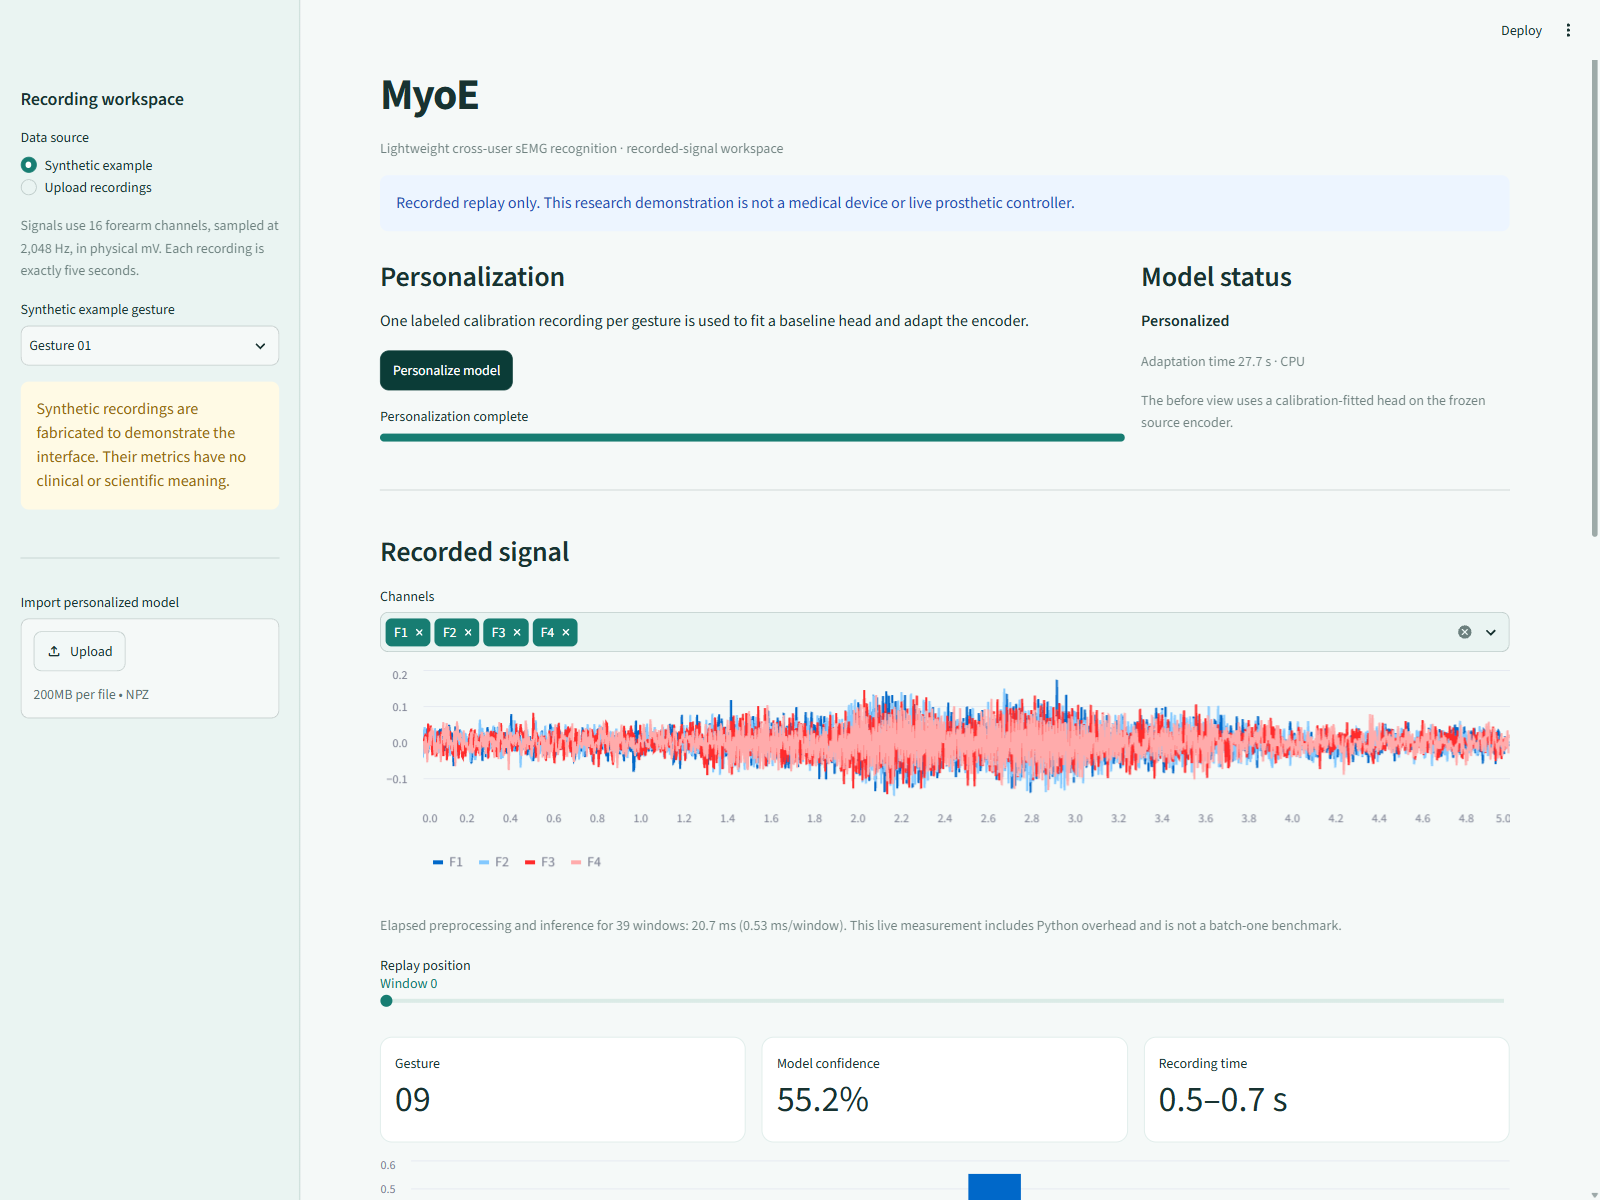 Deploy
Recording workspace
Data source
Synthetic example
Upload recordings
Signals use 16 forearm channels, sampled at
2,048 Hz, in physical mV. Each recording is
exactly five seconds.
Synthetic example gesture
Gesture 01
Synthetic recordings are
fabricated to demonstrate the
interface. Their metrics have no
clinical or scientific meaning.
Import personalized model
Upload
200MB per file • NPZ
MyoE
Lightweight cross-user sEMG recognition · recorded-signal workspace
Recorded replay only. This research demonstration is not a medical device or live prosthetic controller.
Personalization
One labeled calibration recording per gesture is used to fit a baseline head and adapt the encoder.
Personalize model
Personalization complete
Model status
Personalized
Adaptation time 27.7 s · CPU
The before view uses a calibration-fitted head on the frozen
source encoder.
Recorded signal
Channels
F1 × F2 × F3 × F4 ×
0.2
0.1
0.0
−0.1
0.0 0.2 0.4 0.6 0.8 1.0 1.2 1.4 1.6 1.8 2.0 2.2 2.4 2.6 2.8 3.0 3.2 3.4 3.6 3.8 4.0 4.2 4.4 4.6 4.8 5.0
F1 F2 F3 F4
Elapsed preprocessing and inference for 39 windows: 20.7 ms (0.53 ms/window). This live measurement includes Python overhead and is not a batch-one benchmark.
Replay position
Window 0
Gesture
09
Model confidence
55.2%
Recording time
0.5–0.7 s
0.6
0.5